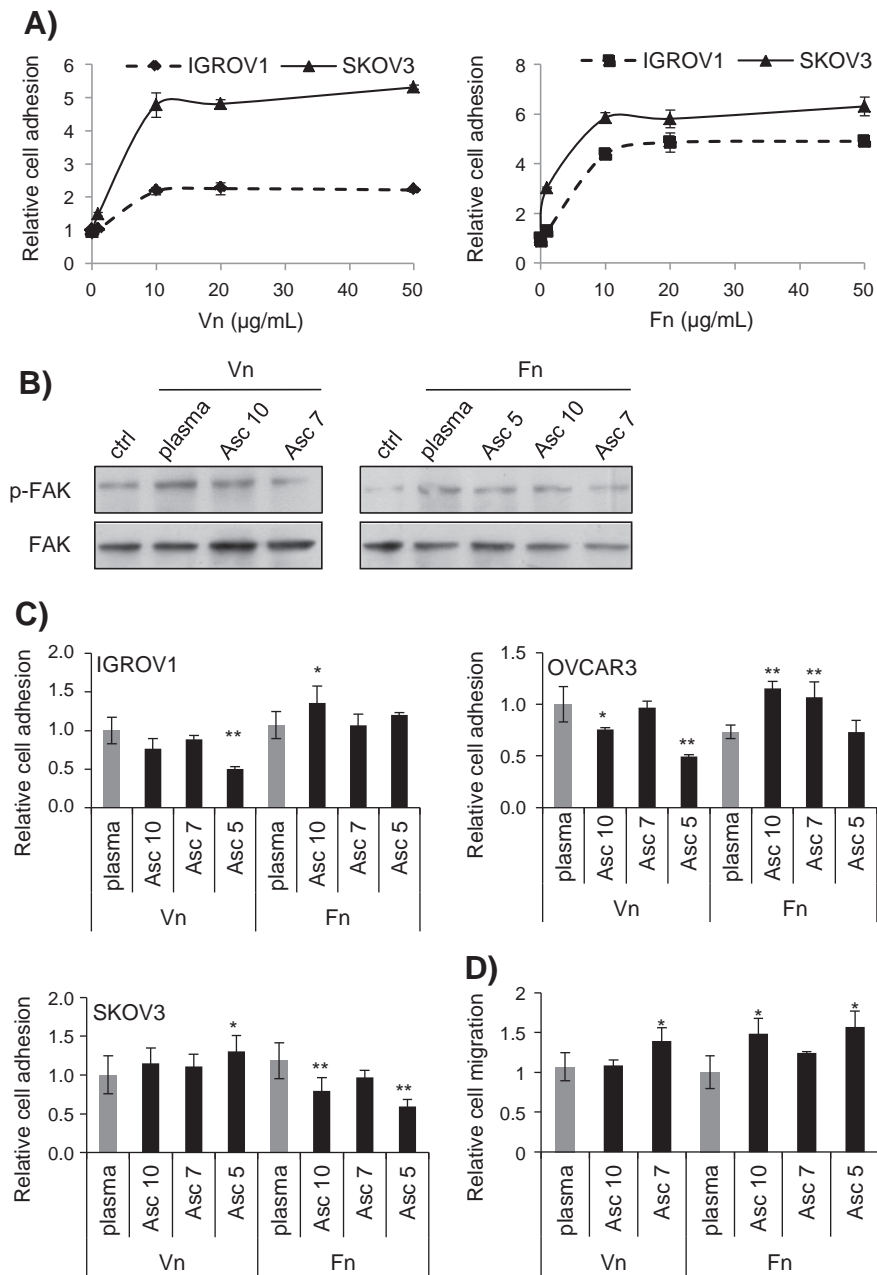 A)
IGROV1 SKOV3
Relative cell adhesion
6
5
4
3
2
1
0
0 10 20 30 40 50
Vn (µg/mL)
IGROV1 SKOV3
Relative cell adhesion
8
6
4
2
0
0 10 20 30 40 50
Fn (µg/mL)
B)
Vn
ctrl plasma Asc 10 Asc 7
Fn
ctrl plasma Asc 5 Asc 10 Asc 7
p-FAK
FAK
C)
IGROV1
Relative cell adhesion
2.0
1.5
1.0
0.5
0.0
** *
plasma Asc 10 Asc 7 Asc 5 plasma Asc 10 Asc 7 Asc 5
Vn Fn
OVCAR3
Relative cell adhesion
1.5
1.0
0.5
0.0
* ** ** **
plasma Asc 10 Asc 7 Asc 5 plasma Asc 10 Asc 7 Asc 5
Vn Fn
SKOV3
Relative cell adhesion
2.0
1.5
1.0
0.5
0.0
* ** **
plasma Asc 10 Asc 7 Asc 5 plasma Asc 10 Asc 7 Asc 5
Vn Fn
D)
Relative cell migration
2
1.5
1
0.5
0
* * *
plasma Asc 10 Asc 7 plasma Asc 10 Asc 7 Asc 5
Vn Fn